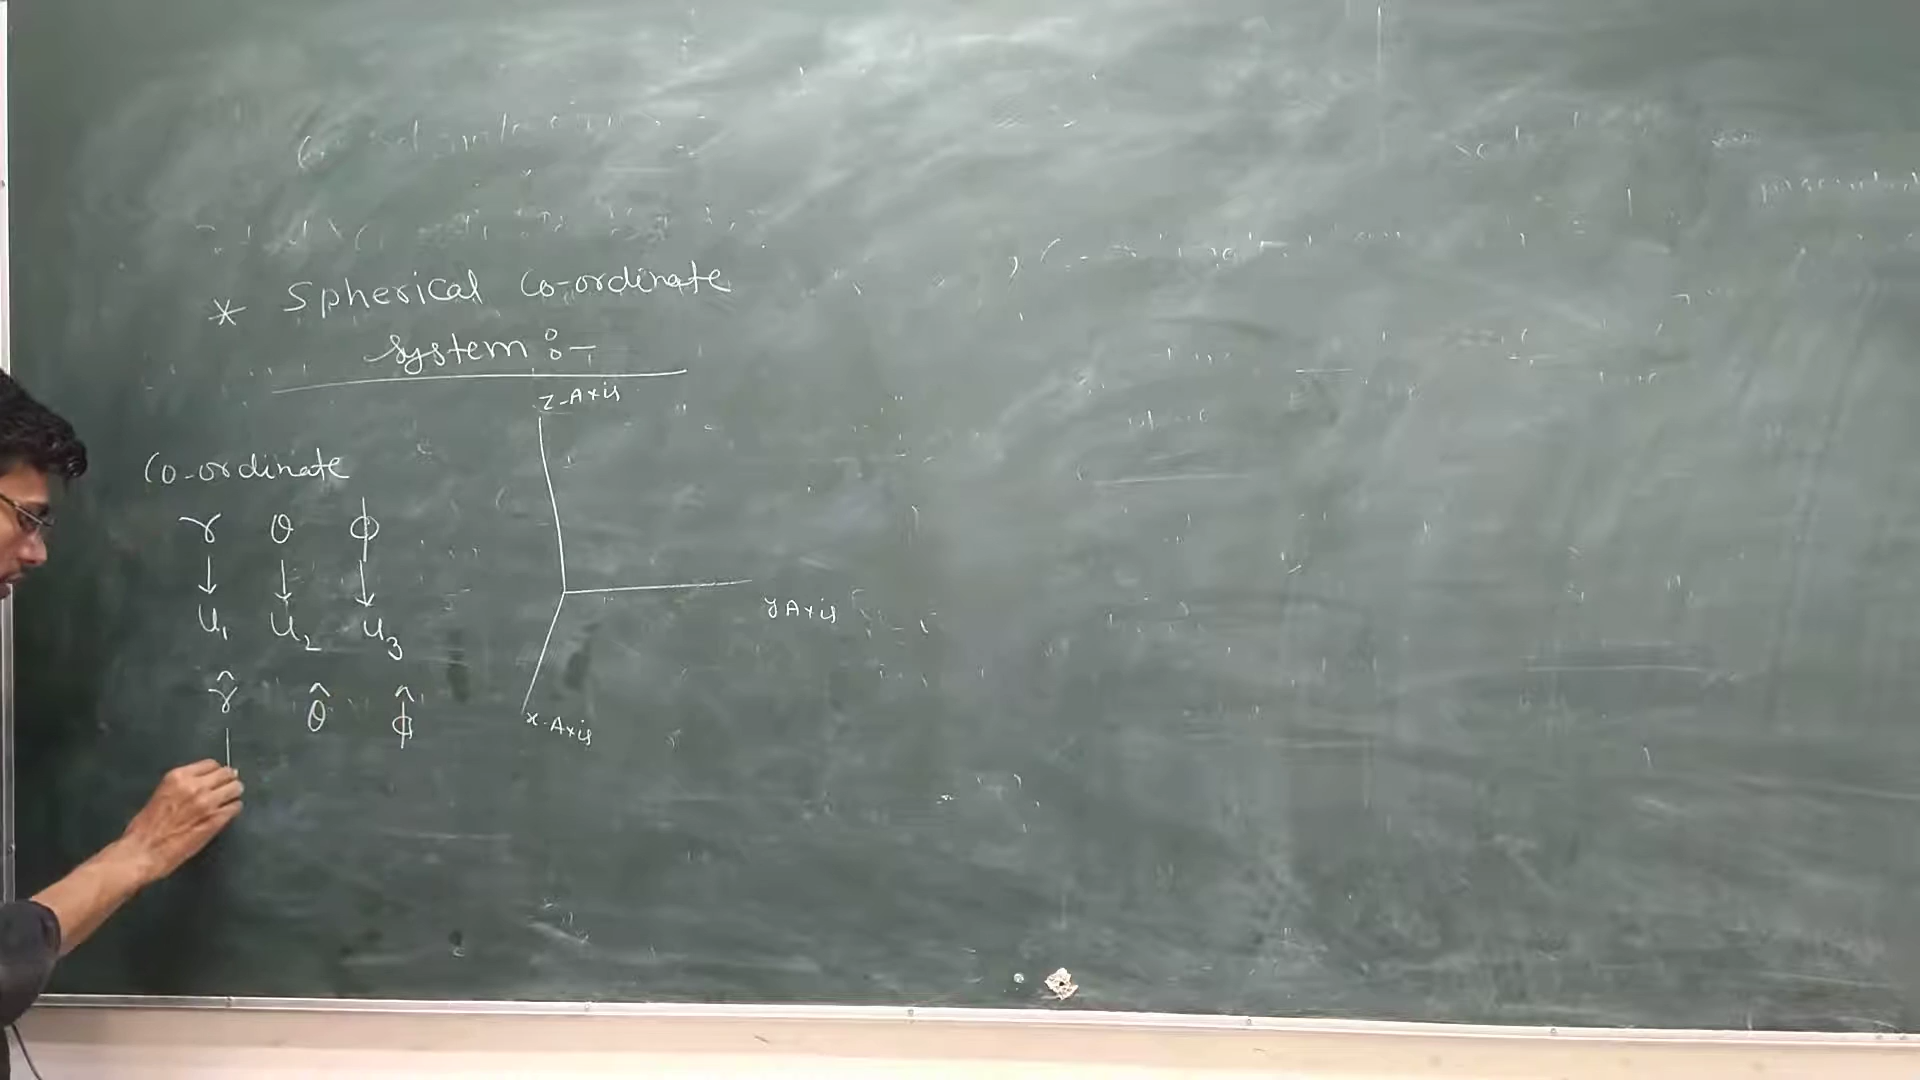 * Spherical Co-ordinate
System :-
Z-Axis
Co-ordinate
r θ ϕ
↓ ↓ ↓
u₁ u₂ u₃
y Axis
r̂ θ̂ ϕ̂
x-Axis